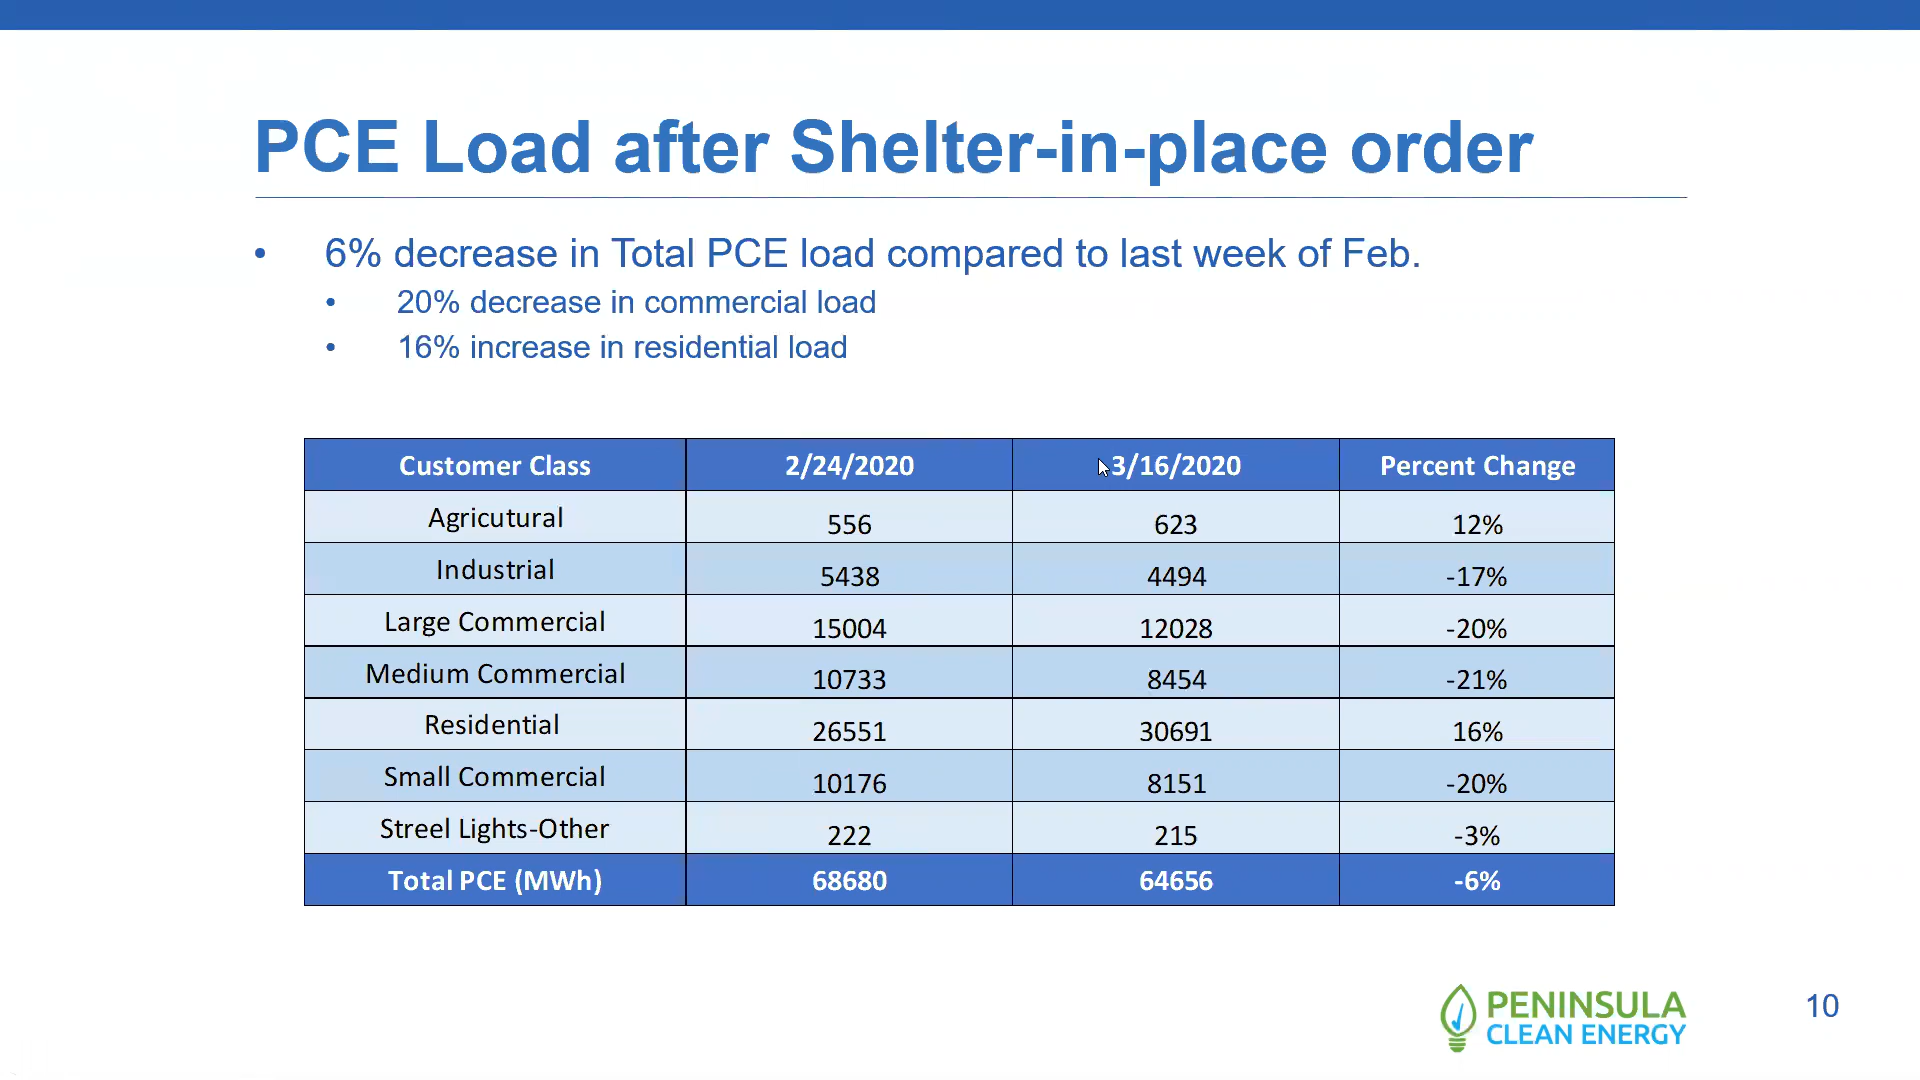 PCE Load after Shelter-in-place order
• 6% decrease in Total PCE load compared to last week of Feb.
• 20% decrease in commercial load
• 16% increase in residential load
Customer Class 2/24/2020 3/16/2020 Percent Change
Agricutural 556 623 12%
Industrial 5438 4494 -17%
Large Commercial 15004 12028 -20%
Medium Commercial 10733 8454 -21%
Residential 26551 30691 16%
Small Commercial 10176 8151 -20%
Streel Lights-Other 222 215 -3%
Total PCE (MWh) 68680 64656 -6%
PENINSULA
CLEAN ENERGY
10